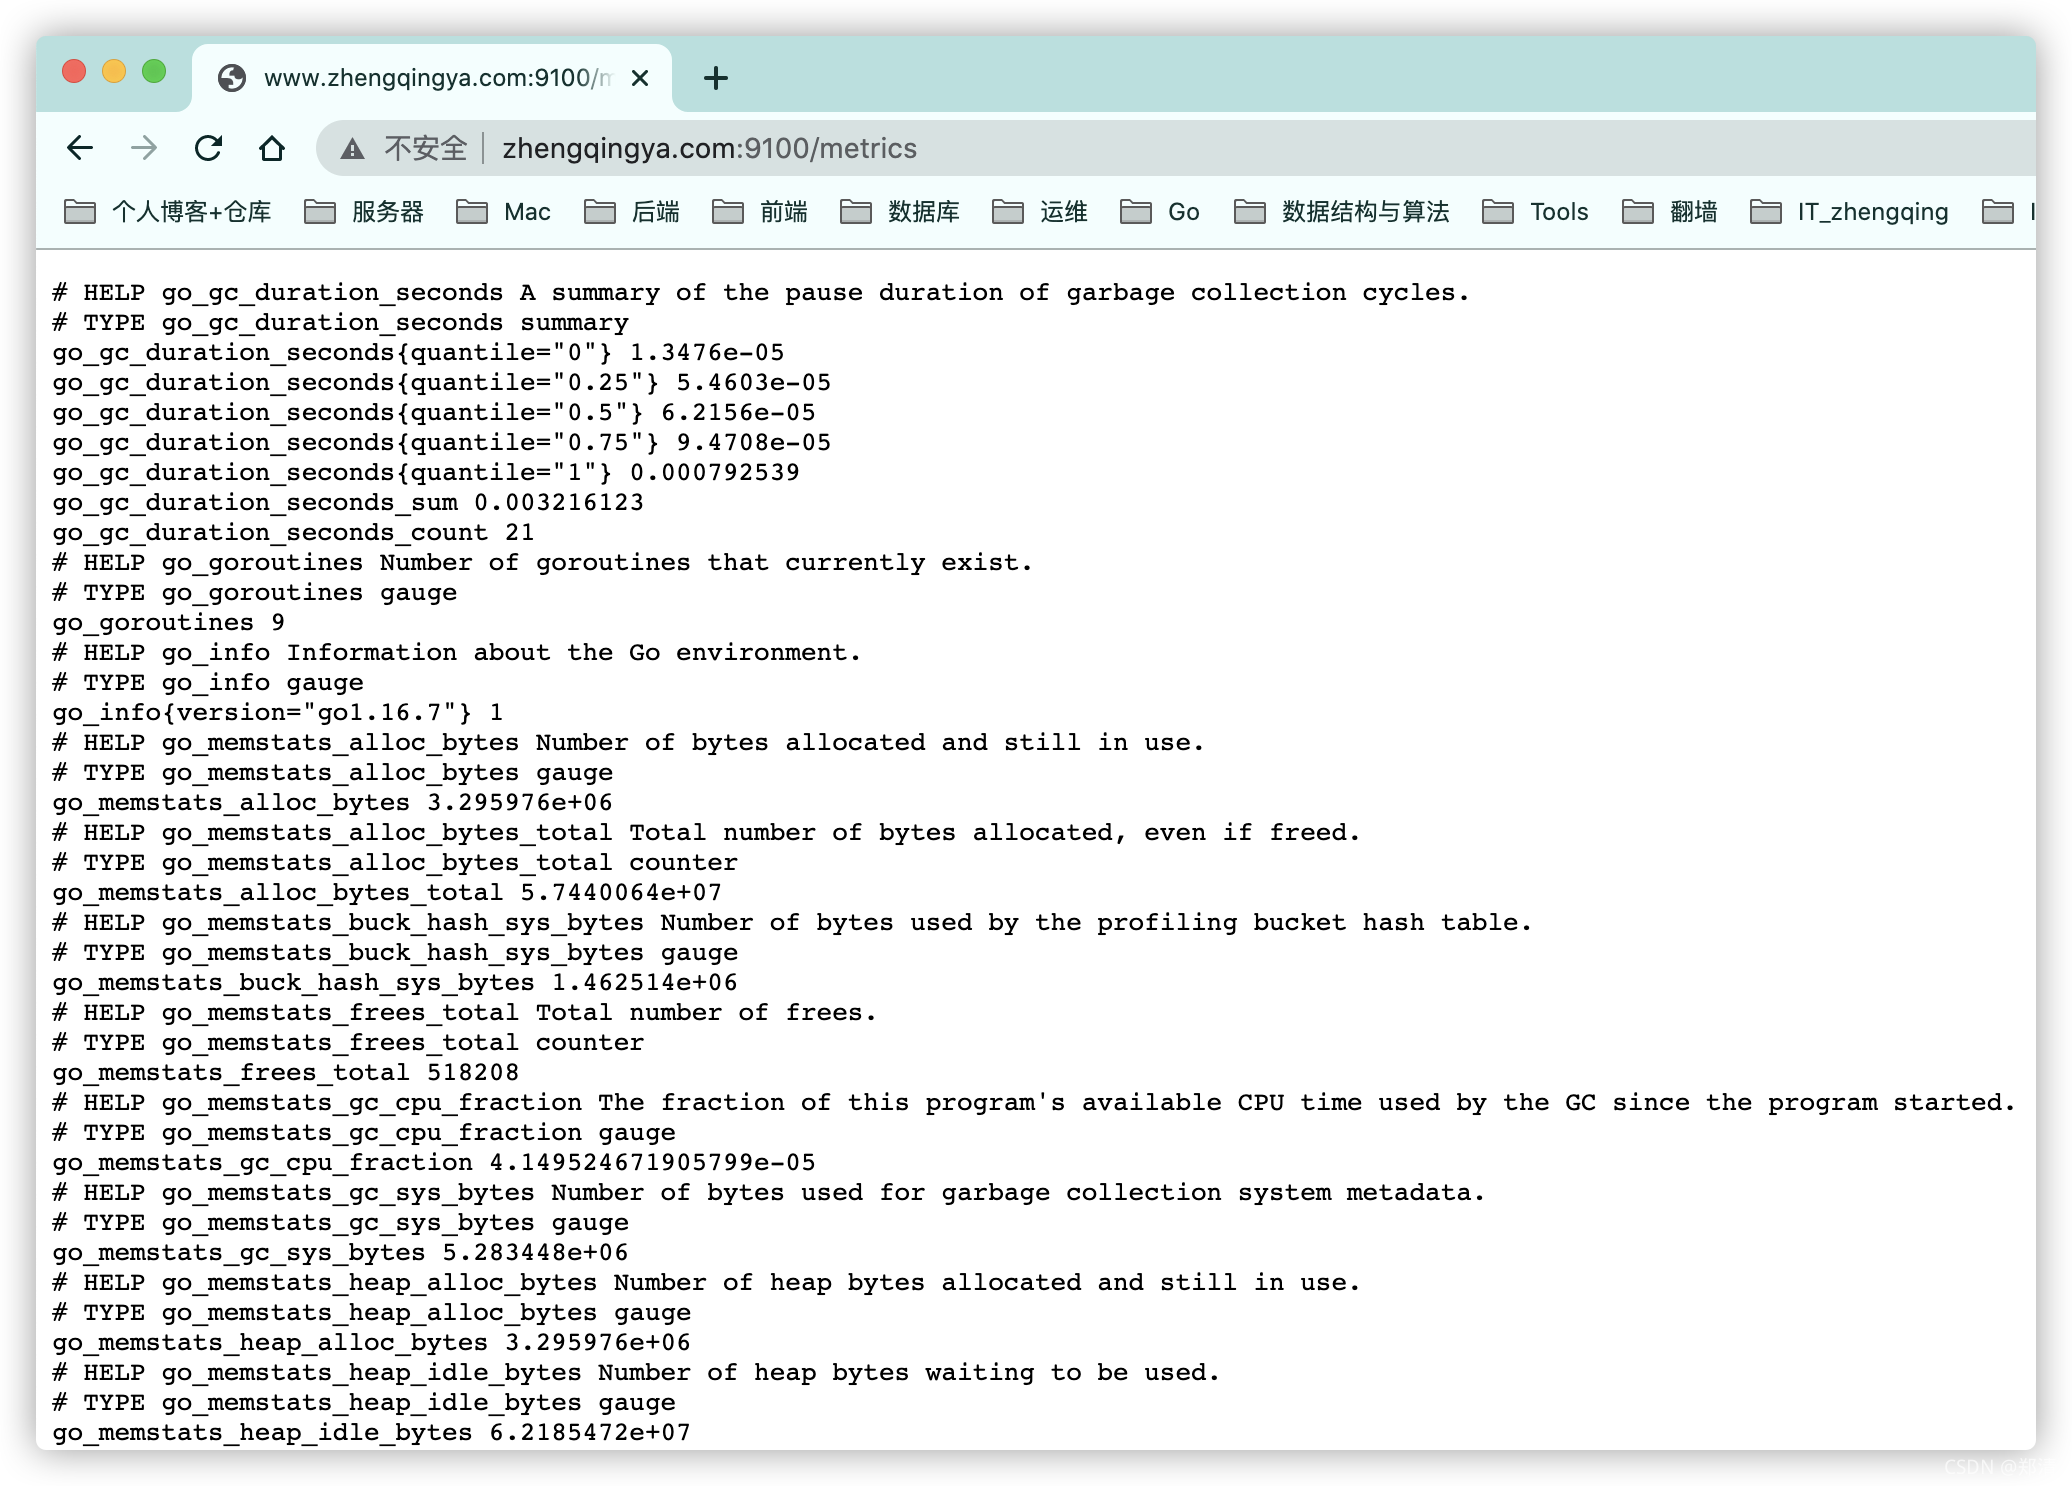 www.zhengqingya.com:9100/m
不安全 zhengqingya.com:9100/metrics
个人博客+仓库 服务器 Mac 后端 前端 数据库 运维 Go 数据结构与算法 Tools 翻墙 IT_zhengqing
# HELP go_gc_duration_seconds A summary of the pause duration of garbage collection cycles.
# TYPE go_gc_duration_seconds summary
go_gc_duration_seconds{quantile="0"} 1.3476e-05
go_gc_duration_seconds{quantile="0.25"} 5.4603e-05
go_gc_duration_seconds{quantile="0.5"} 6.2156e-05
go_gc_duration_seconds{quantile="0.75"} 9.4708e-05
go_gc_duration_seconds{quantile="1"} 0.000792539
go_gc_duration_seconds_sum 0.003216123
go_gc_duration_seconds_count 21
# HELP go_goroutines Number of goroutines that currently exist.
# TYPE go_goroutines gauge
go_goroutines 9
# HELP go_info Information about the Go environment.
# TYPE go_info gauge
go_info{version="go1.16.7"} 1
# HELP go_memstats_alloc_bytes Number of bytes allocated and still in use.
# TYPE go_memstats_alloc_bytes gauge
go_memstats_alloc_bytes 3.295976e+06
# HELP go_memstats_alloc_bytes_total Total number of bytes allocated, even if freed.
# TYPE go_memstats_alloc_bytes_total counter
go_memstats_alloc_bytes_total 5.7440064e+07
# HELP go_memstats_buck_hash_sys_bytes Number of bytes used by the profiling bucket hash table.
# TYPE go_memstats_buck_hash_sys_bytes gauge
go_memstats_buck_hash_sys_bytes 1.462514e+06
# HELP go_memstats_frees_total Total number of frees.
# TYPE go_memstats_frees_total counter
go_memstats_frees_total 518208
# HELP go_memstats_gc_cpu_fraction The fraction of this program's available CPU time used by the GC since the program started.
# TYPE go_memstats_gc_cpu_fraction gauge
go_memstats_gc_cpu_fraction 4.149524671905799e-05
# HELP go_memstats_gc_sys_bytes Number of bytes used for garbage collection system metadata.
# TYPE go_memstats_gc_sys_bytes gauge
go_memstats_gc_sys_bytes 5.283448e+06
# HELP go_memstats_heap_alloc_bytes Number of heap bytes allocated and still in use.
# TYPE go_memstats_heap_alloc_bytes gauge
go_memstats_heap_alloc_bytes 3.295976e+06
# HELP go_memstats_heap_idle_bytes Number of heap bytes waiting to be used.
# TYPE go_memstats_heap_idle_bytes gauge
go_memstats_heap_idle_bytes 6.2185472e+07
CSDN